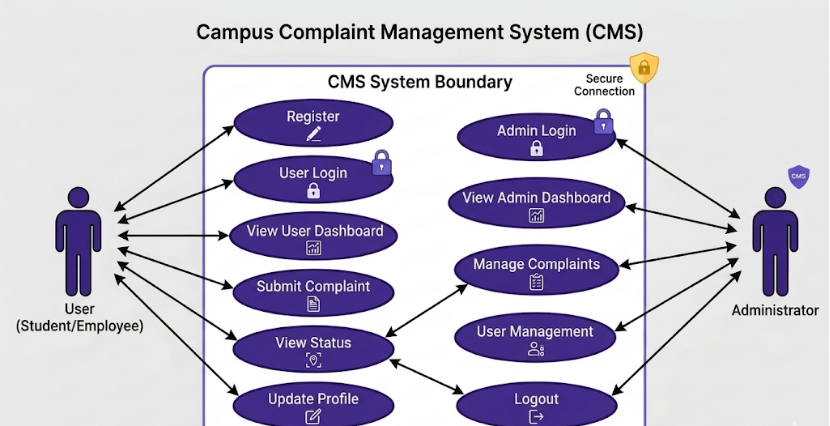 Campus Complaint Management System (CMS)
CMS System Boundary
Secure
Connection
Register
User Login
View User Dashboard
Submit Complaint
View Status
Update Profile
Admin Login
View Admin Dashboard
Manage Complaints
User Management
Logout
User
(Student/Employee)
CMS
Administrator